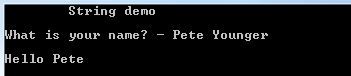 String demo
What is your name? - Pete Younger
Hello Pete